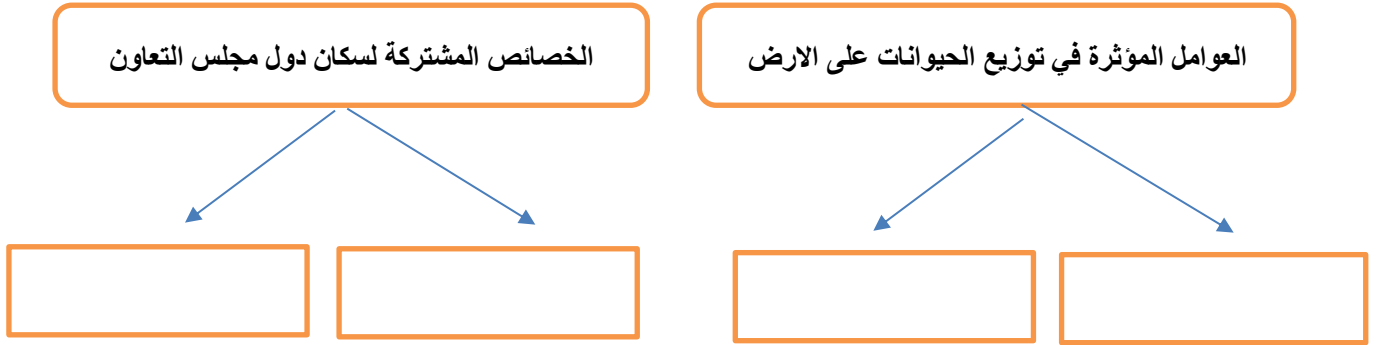 العوامل المؤثرة في توزيع الحيوانات على الارض
الخصائص المشتركة لسكان دول مجلس التعاون